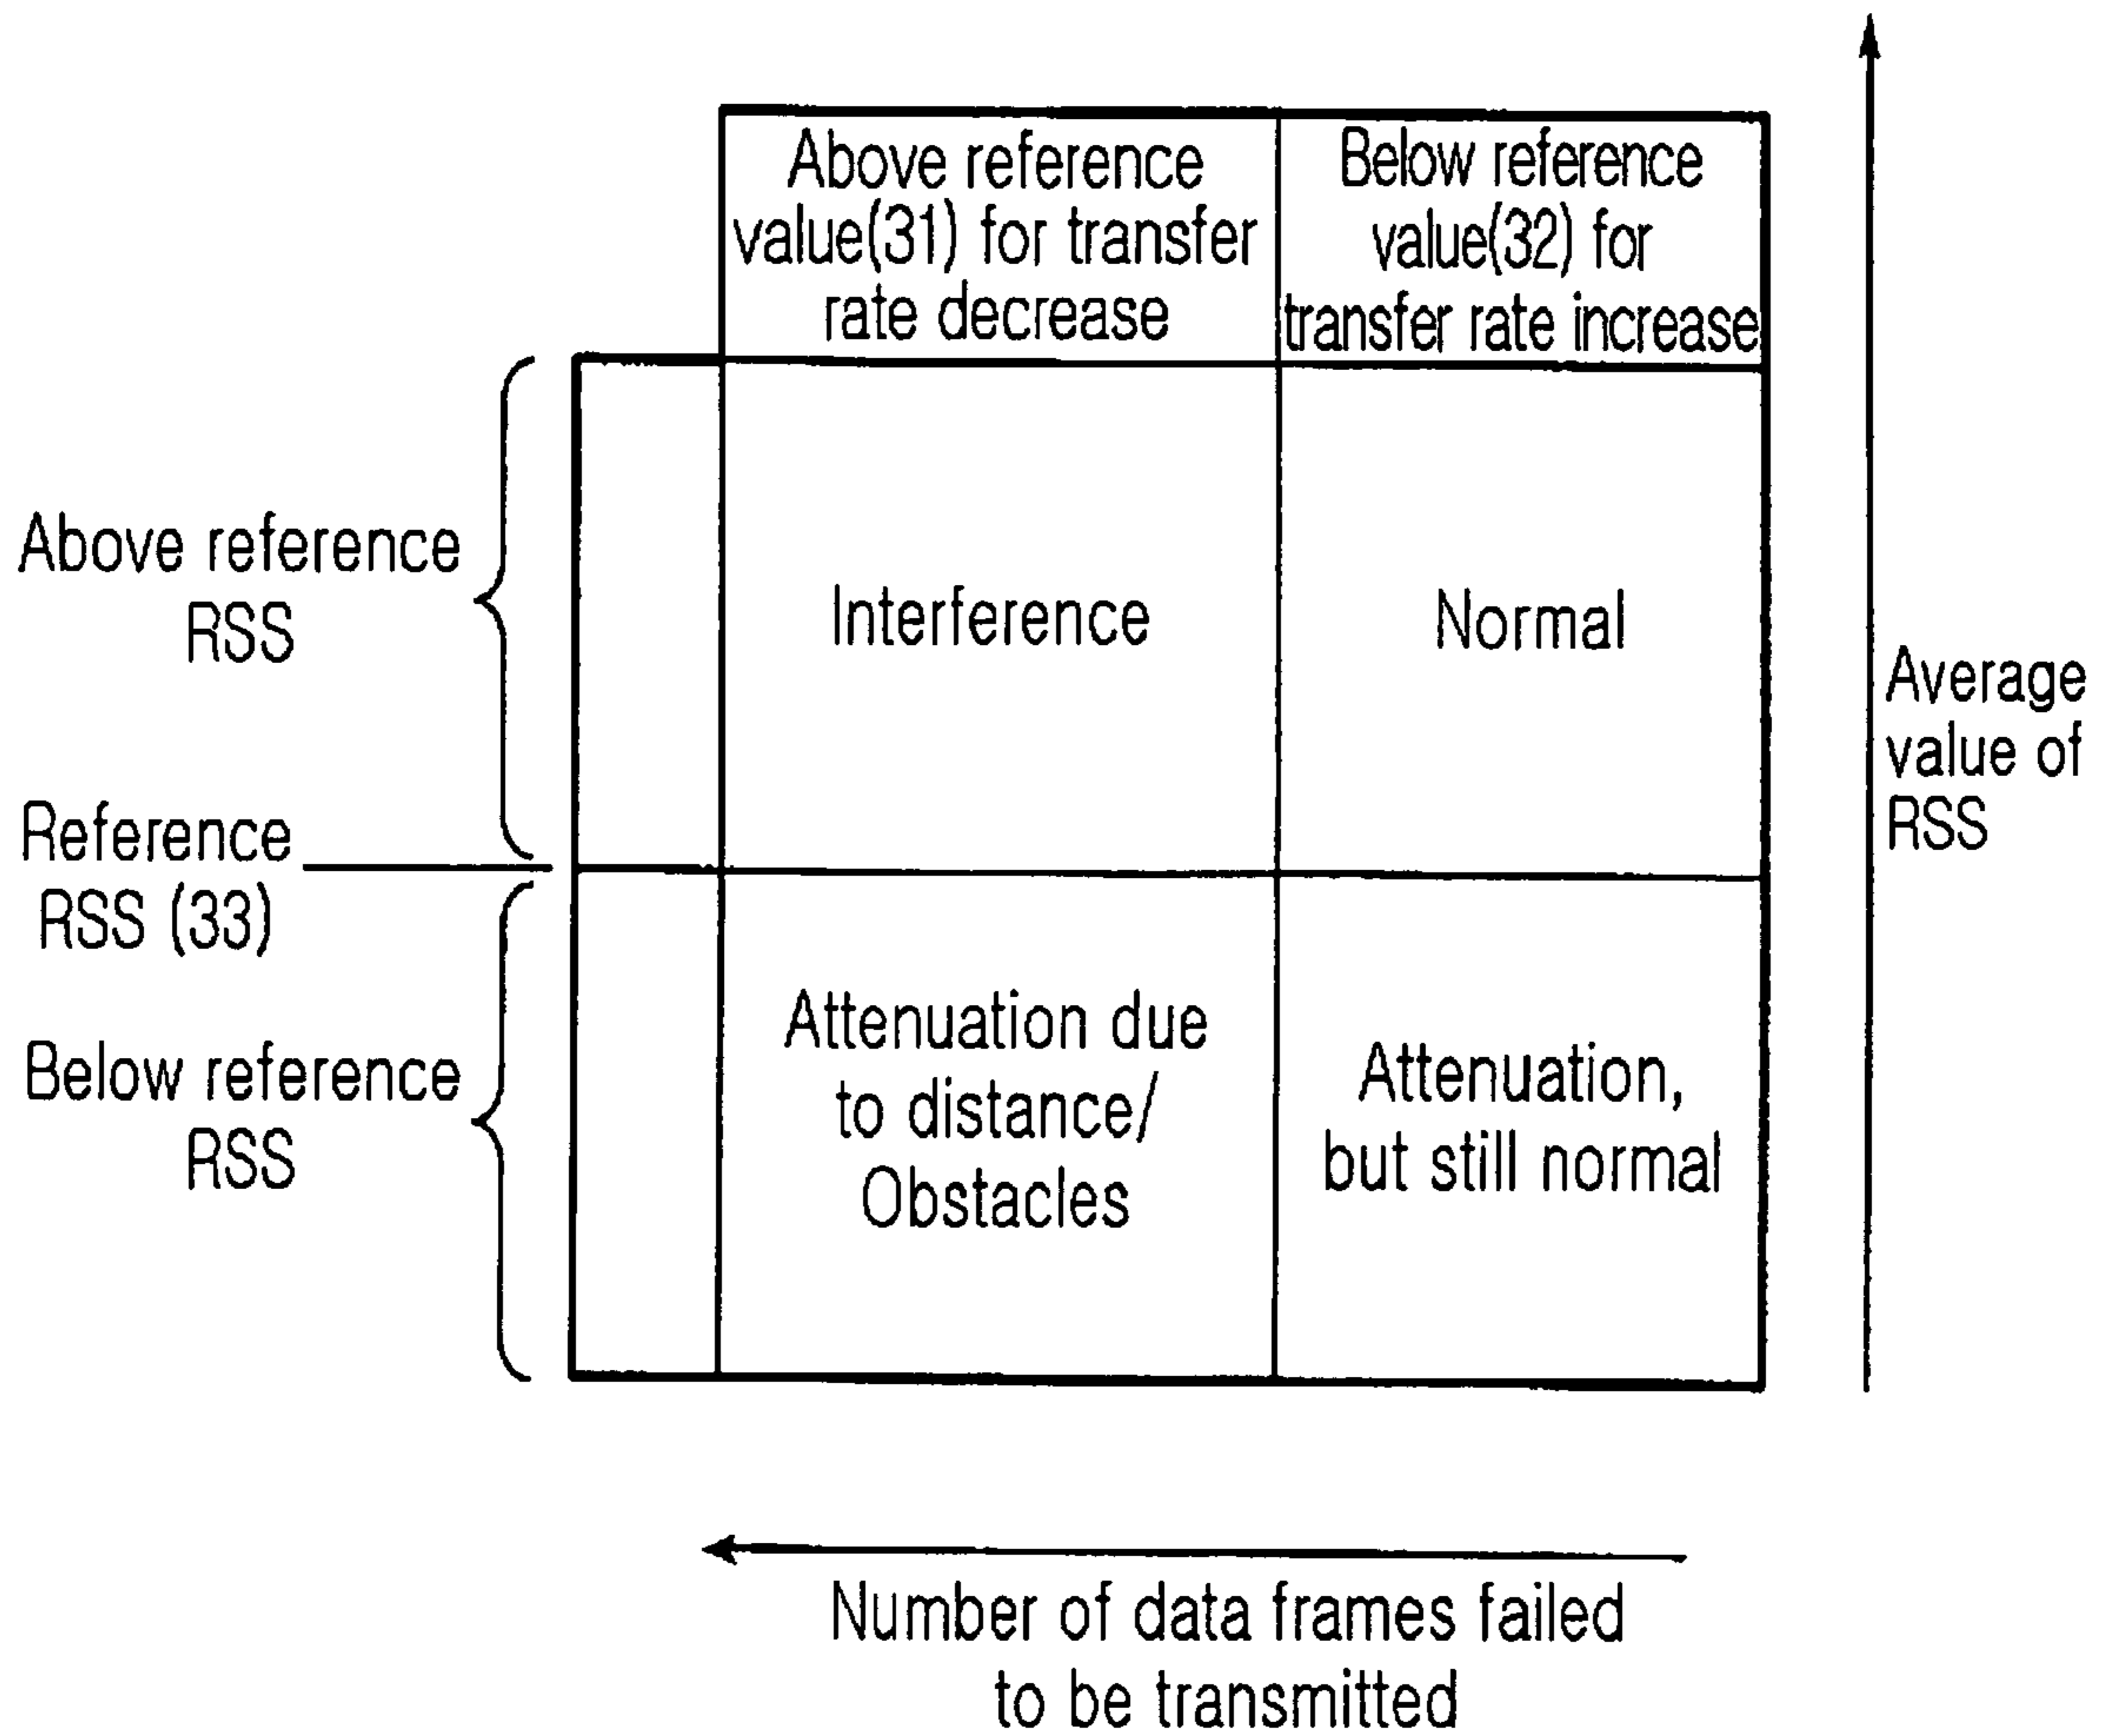 Above reference
value(31) for transfer
rate decrease
Below reference
value(32) for
transfer rate increase
Above reference
RSS
Interference
Normal
Average
value of
RSS
Reference
RSS (33)
Below reference
RSS
Attenuation due
to distance/
Obstacles
Attenuation,
but still normal
Number of data frames failed
to be transmitted